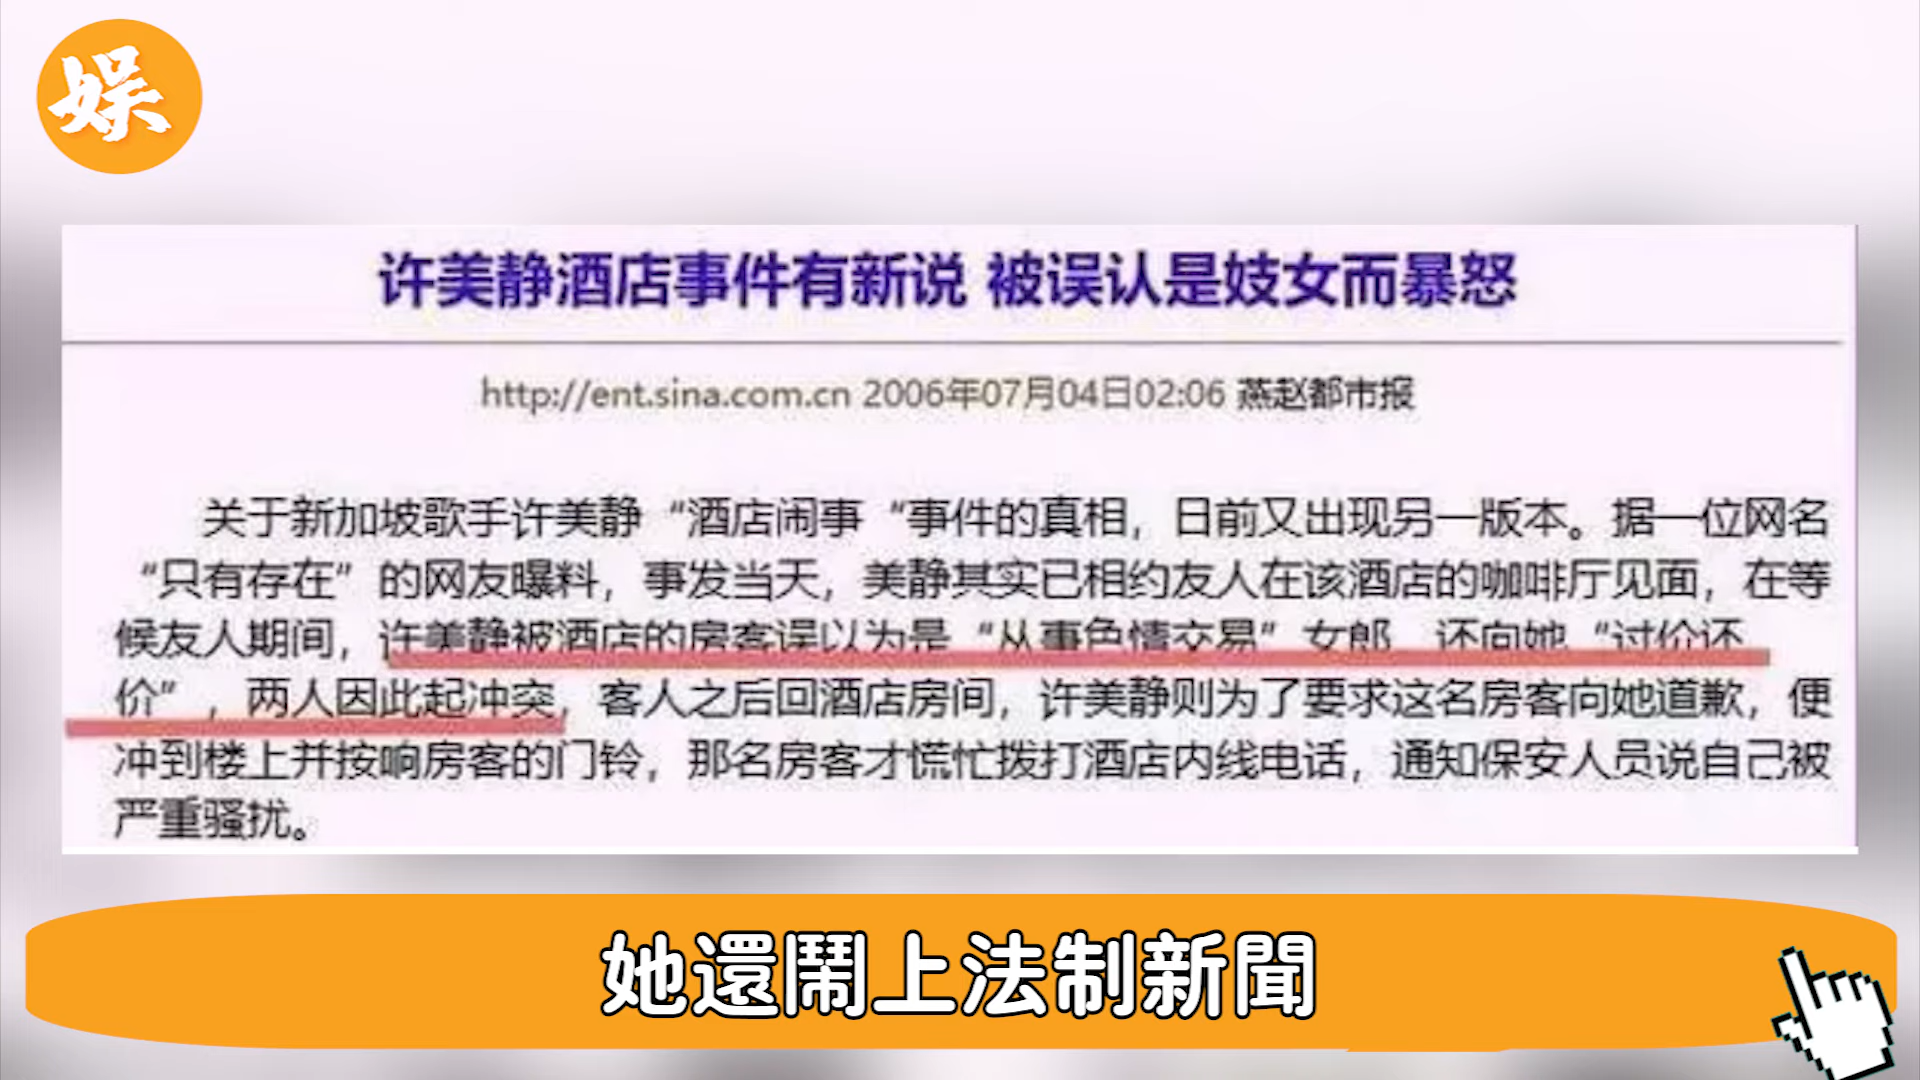 娱
许美静酒店事件有新说 被误认是妓女而暴怒
http://ent.sina.com.cn 2006年07月04日02:06 燕赵都市报
关于新加坡歌手许美静“酒店闹事“事件的真相，日前又出现另一版本。据一位网名
“只有存在”的网友曝料，事发当天，美静其实已相约友人在该酒店的咖啡厅见面，在等
候友人期间，许美静被酒店的房客误以为是“从事色情交易”女郎，还向她“讨价还
价”，两人因此起冲突，客人之后回酒店房间，许美静则为了要求这名房客向她道歉，便
冲到楼上并按响房客的门铃，那名房客才慌忙拨打酒店内线电话，通知保安人员说自己被
严重骚扰。
她還鬧上法制新聞